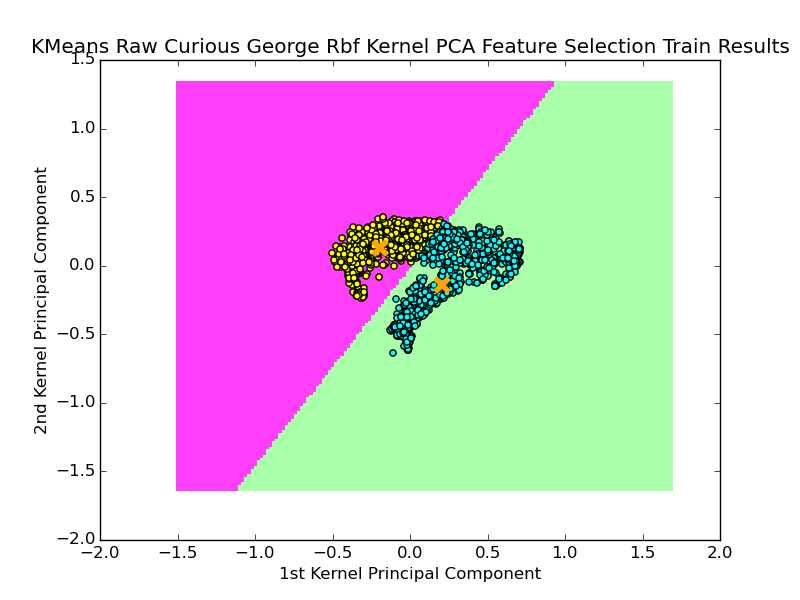 KMeans Raw Curious George Rbf Kernel PCA Feature Selection Train Results
1.5
1.0
0.5
0.0
−0.5
−1.0
−1.5
−2.0
2nd Kernel Principal Component
−2.0 −1.5 −1.0 −0.5 0.0 0.5 1.0 1.5 2.0
1st Kernel Principal Component